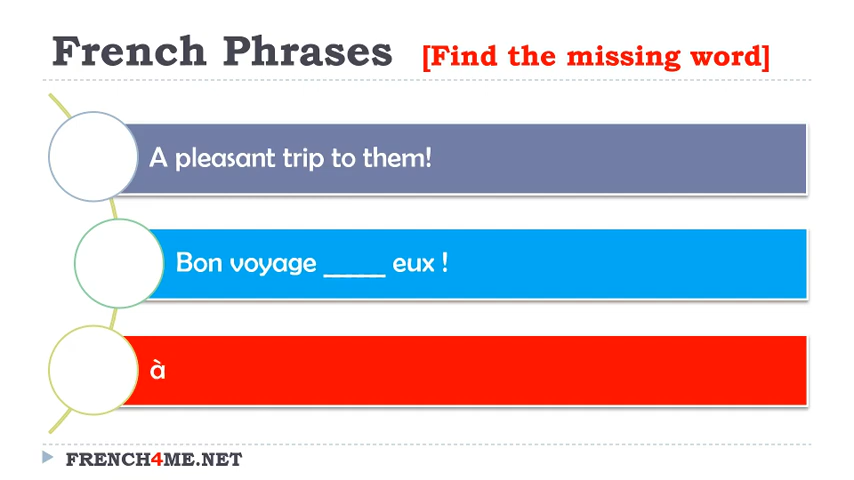 French Phrases [Find the missing word]
A pleasant trip to them!
Bon voyage _____ eux !
à
FRENCH4ME.NET